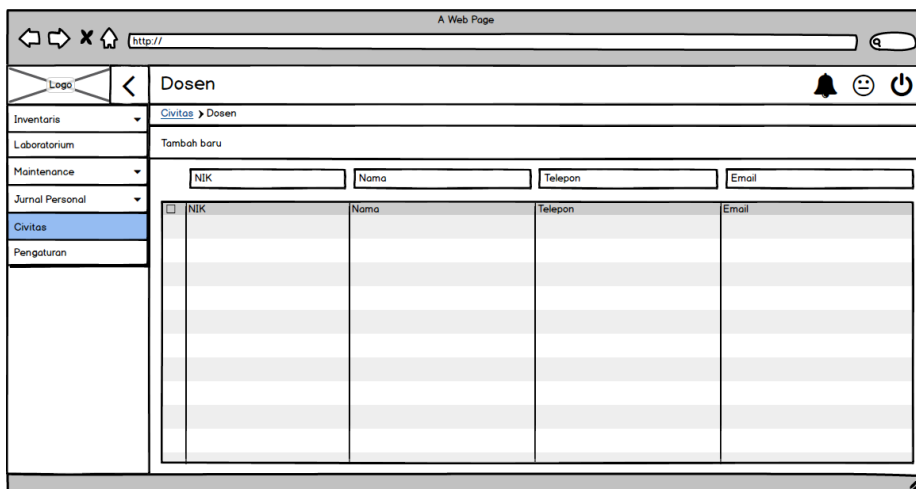 A Web Page
http://
Logo
Dosen
Civitas > Dosen
Tambah baru
Inventaris
Laboratorium
Maintenance
Jurnal Personal
Civitas
Pengaturan
NIK Nama Telepon Email
NIK Nama Telepon Email